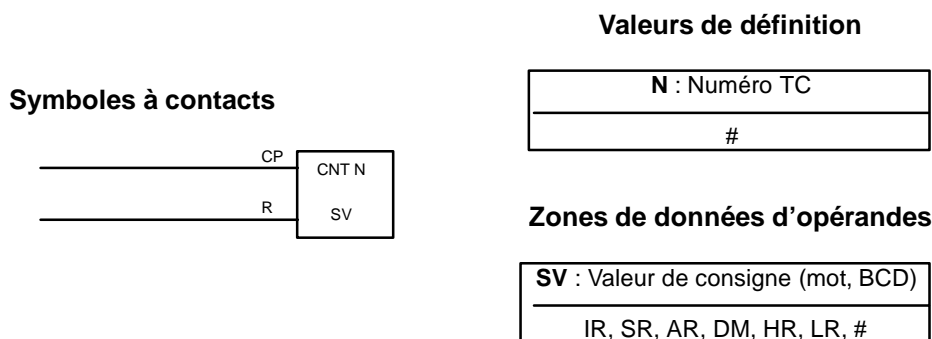 Symboles à contacts
CP
CNT N
R
SV
Valeurs de définition
N : Numéro TC
#
Zones de données d'opérandes
SV : Valeur de consigne (mot, BCD)
IR, SR, AR, DM, HR, LR, #